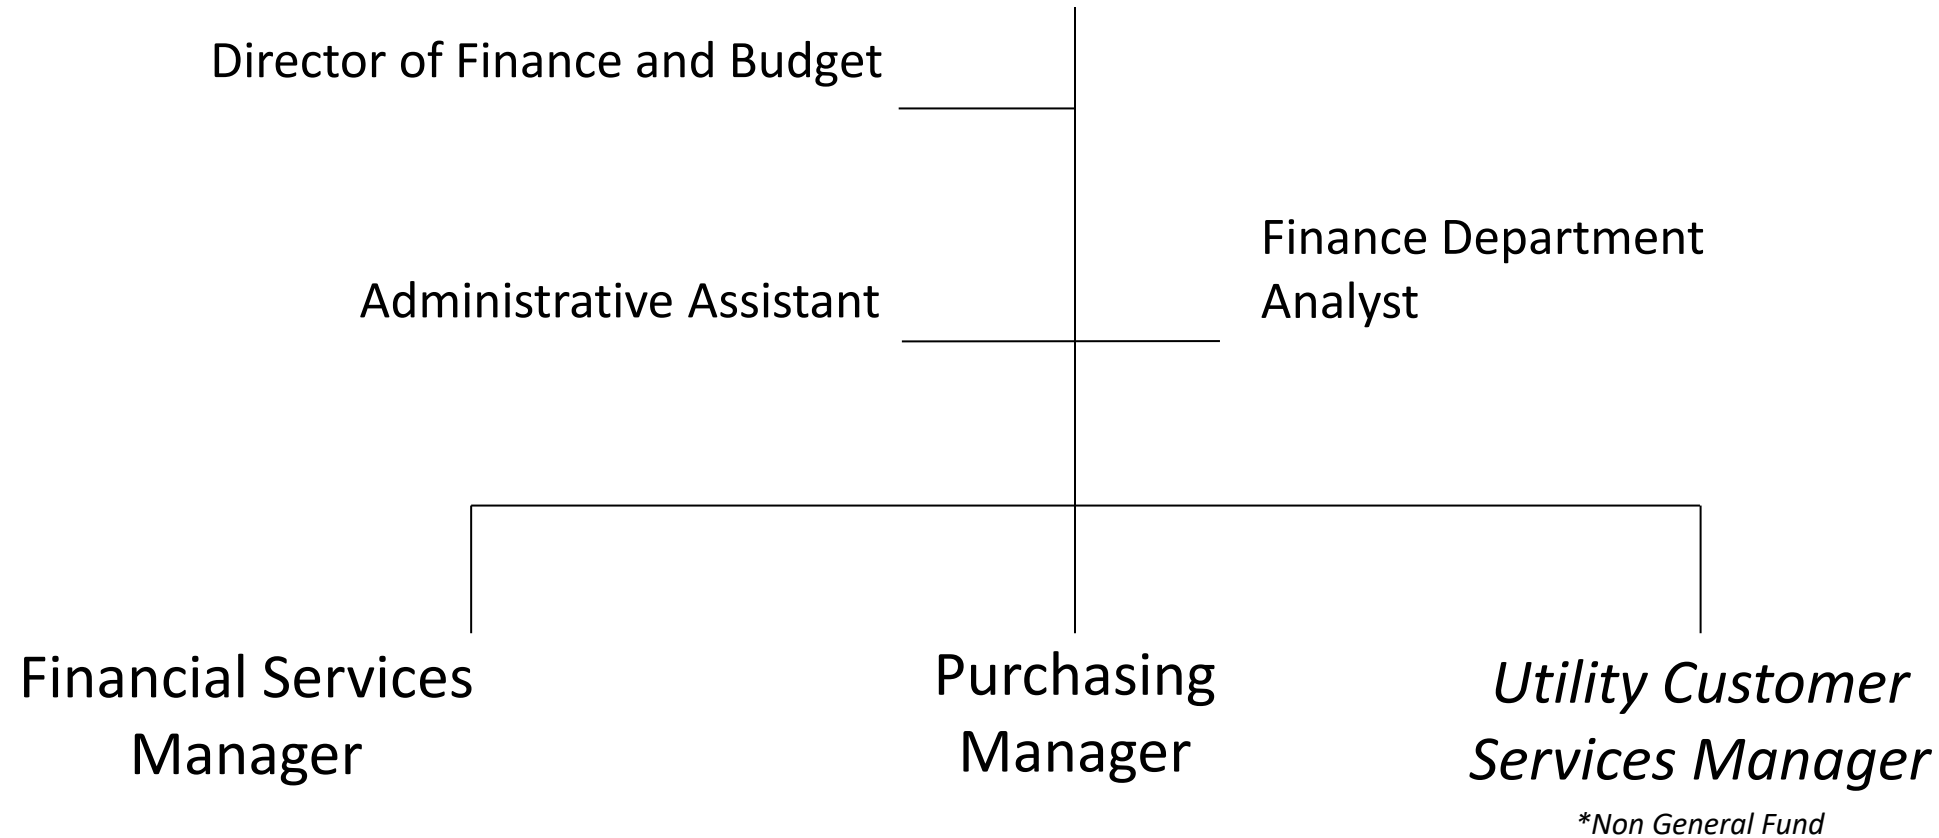 Director of Finance and Budget
Finance Department
Analyst
Administrative Assistant
Financial Services
Manager
Purchasing
Manager
Utility Customer
Services Manager
*Non General Fund